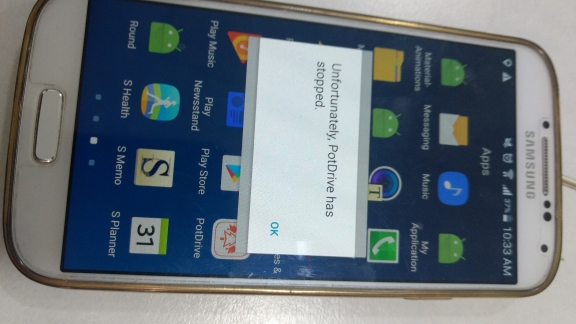 SAMSUNG
97% 10:33 AM
Apps
Material-
Animations
Messaging
Music
My
Application
Unfortunately, PotDrive has
stopped.
OK
Play Music
Play
Newsstand
Play Store
PotDrive
Round
S Health
S Memo
S Planner
31